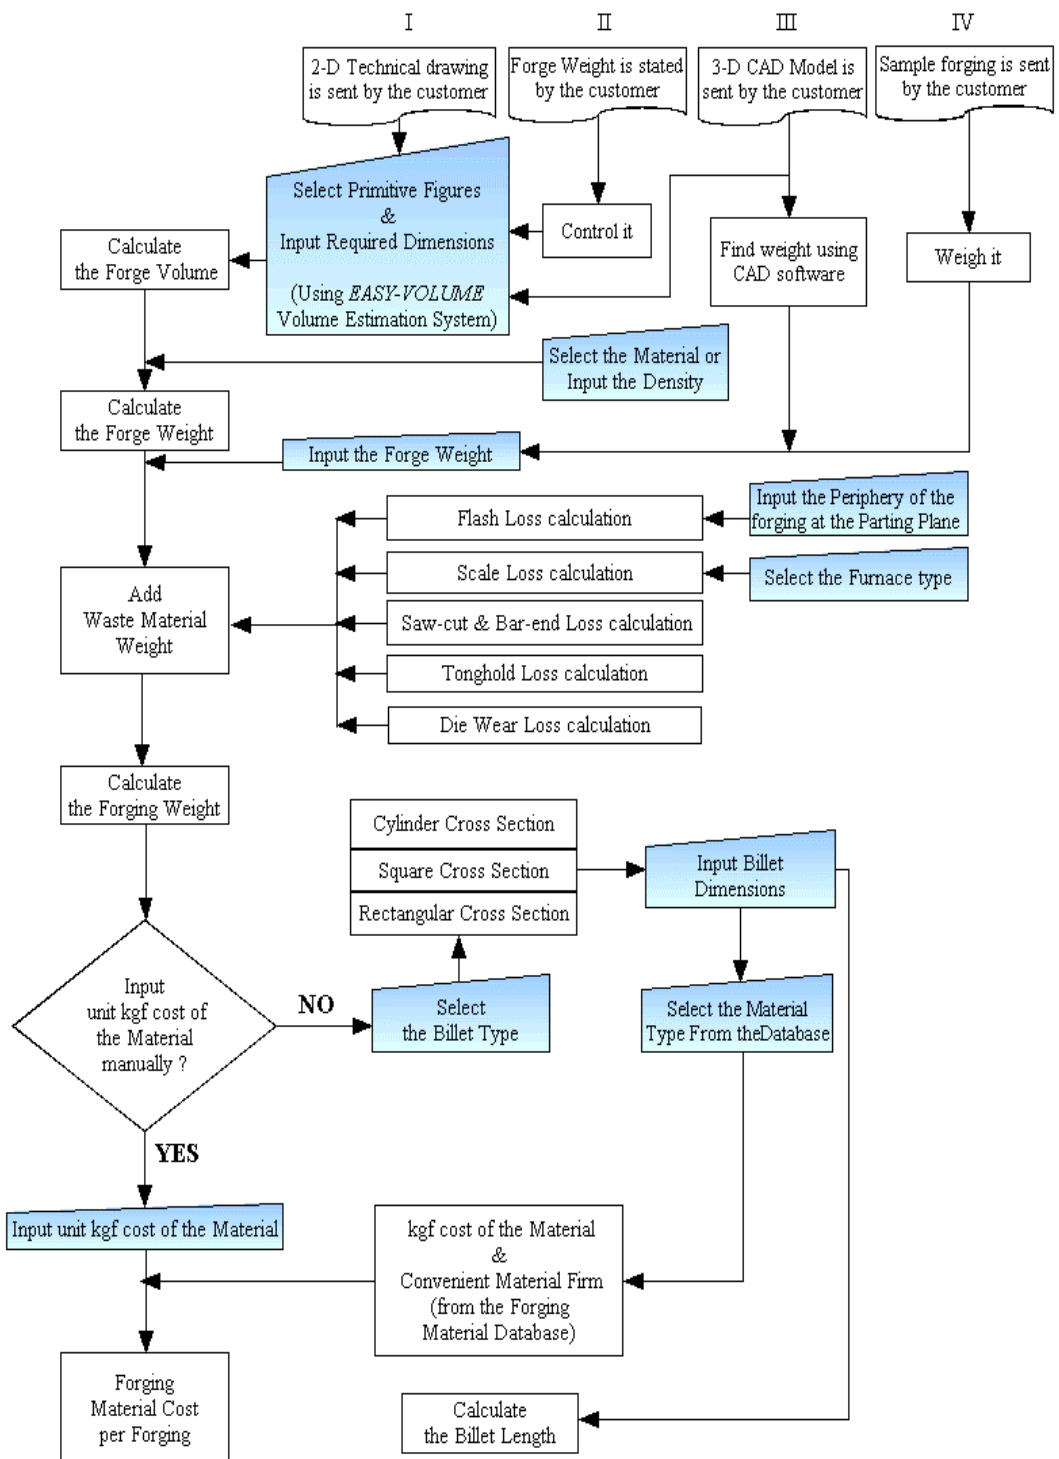 I
II
III
IV
2-D Technical drawing
is sent by the customer
Forge Weight is stated
by the customer
3-D CAD Model is
sent by the customer
Sample forging is sent
by the customer
Select Primitive Figures
&
Input Required Dimensions
(Using EASY-VOLUME
Volume Estimation System)
Control it
Find weight using
CAD software
Weigh it
Calculate
the Forge Volume
Select the Material or
Input the Density
Calculate
the Forge Weight
Input the Forge Weight
Input the Periphery of the
forging at the Parting Plane
Flash Loss calculation
Scale Loss calculation
Select the Furnace type
Add
Waste Material
Weight
Saw-cut & Bar-end Loss calculation
Tonghold Loss calculation
Die Wear Loss calculation
Calculate
the Forging Weight
Cylinder Cross Section
Square Cross Section
Rectangular Cross Section
Input Billet
Dimensions
Input
unit kgf cost of
the Material
manually ?
NO
Select
the Billet Type
Select the Material
Type From theDatabase
YES
Input unit kgf cost of the Material
kgf cost of the Material
&
Convenient Material Firm
(from the Forging
Material Database)
Forging
Material Cost
per Forging
Calculate
the Billet Length